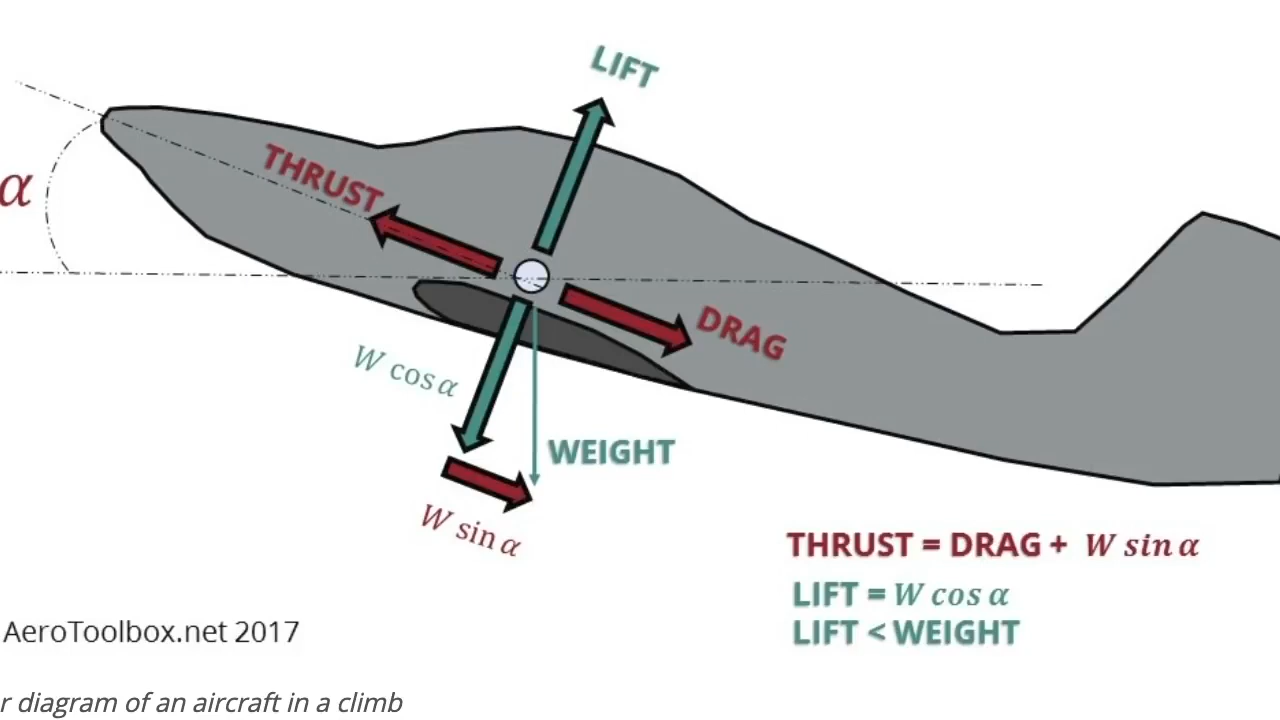 LIFT
THRUST
α
DRAG
W cos α
WEIGHT
W sin α
THRUST = DRAG + W sin α
LIFT = W cos α
LIFT < WEIGHT
AeroToolbox.net 2017
r diagram of an aircraft in a climb